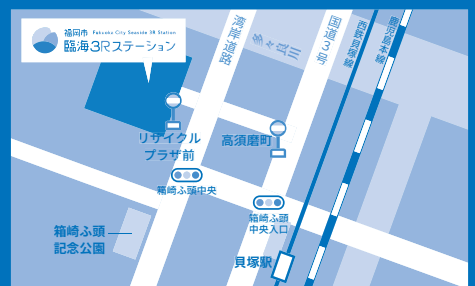 福岡市 Fukuoka City Seaside 3R Station
臨海3Rステーション
湾岸道路
多々良川
国道3号
西鉄貝塚線
鹿児島本線
リサイクル
プラザ前
高須磨町
箱崎ふ頭中央
箱崎ふ頭
中央入口
箱崎ふ頭
記念公園
貝塚駅